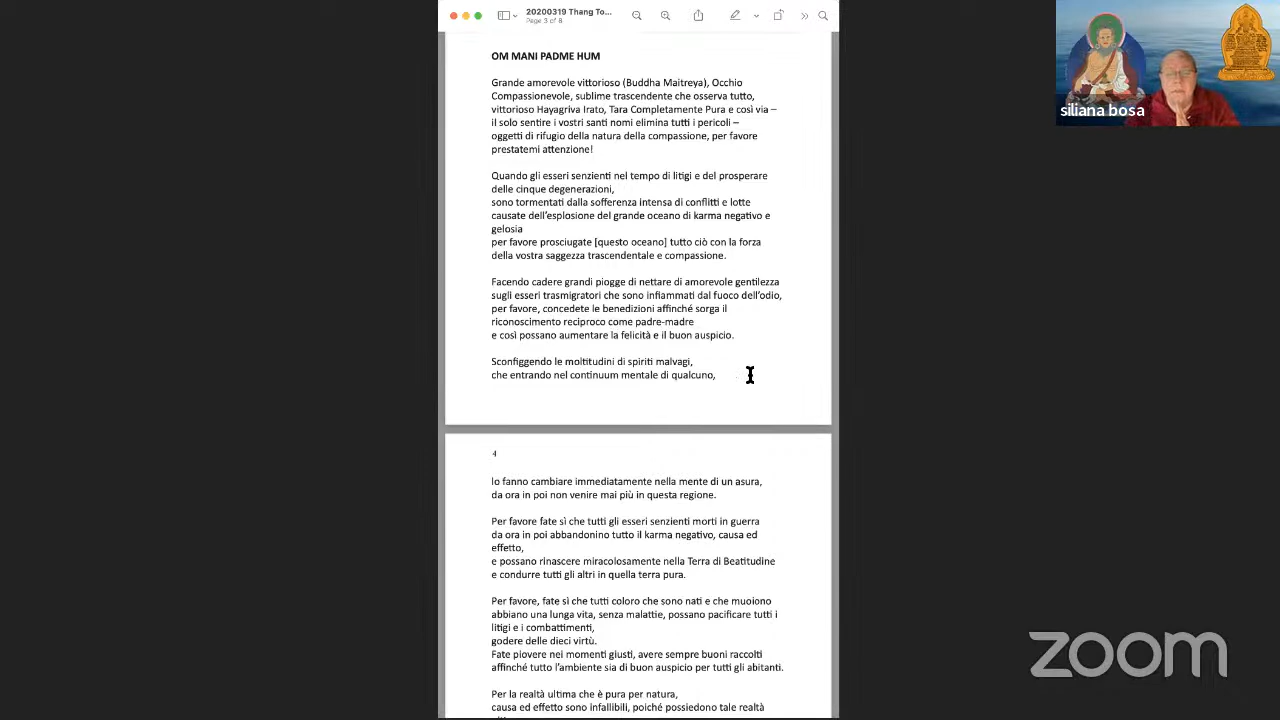 20200319 Thang To...
Page 3 of 8
OM MANI PADME HUM
Grande amorevole vittorioso (Buddha Maitreya), Occhio
Compassionevole, sublime trascendente che osserva tutto,
vittorioso Hayagriva Irato, Tara Completamente Pura e così via –
il solo sentire i vostri santi nomi elimina tutti i pericoli –
oggetti di rifugio della natura della compassione, per favore
prestatemi attenzione!
Quando gli esseri senzienti nel tempo di litigi e del prosperare
delle cinque degenerazioni,
sono tormentati dalla sofferenza intensa di conflitti e lotte
causate dell'esplosione del grande oceano di karma negativo e
gelosia
per favore prosciugate [questo oceano] tutto ciò con la forza
della vostra saggezza trascendentale e compassione.
Facendo cadere grandi piogge di nettare di amorevole gentilezza
sugli esseri trasmigratori che sono infiammati dal fuoco dell'odio,
per favore, concedete le benedizioni affinché sorga il
riconoscimento reciproco come padre-madre
e così possano aumentare la felicità e il buon auspicio.
Sconfiggendo le moltitudini di spiriti malvagi,
che entrando nel continuum mentale di qualcuno,
4
lo fanno cambiare immediatamente nella mente di un asura,
da ora in poi non venire mai più in questa regione.
Per favore fate sì che tutti gli esseri senzienti morti in guerra
da ora in poi abbandonino tutto il karma negativo, causa ed
effetto,
e possano rinascere miracolosamente nella Terra di Beatitudine
e condurre tutti gli altri in quella terra pura.
Per favore, fate sì che tutti coloro che sono nati e che muoiono
abbiano una lunga vita, senza malattie, possano pacificare tutti i
litigi e i combattimenti,
godere delle dieci virtù.
Fate piovere nei momenti giusti, avere sempre buoni raccolti
affinché tutto l'ambiente sia di buon auspicio per tutti gli abitanti.
Per la realtà ultima che è pura per natura,
causa ed effetto sono infallibili, poiché possiedono tale realtà
siliana bosa
zoom